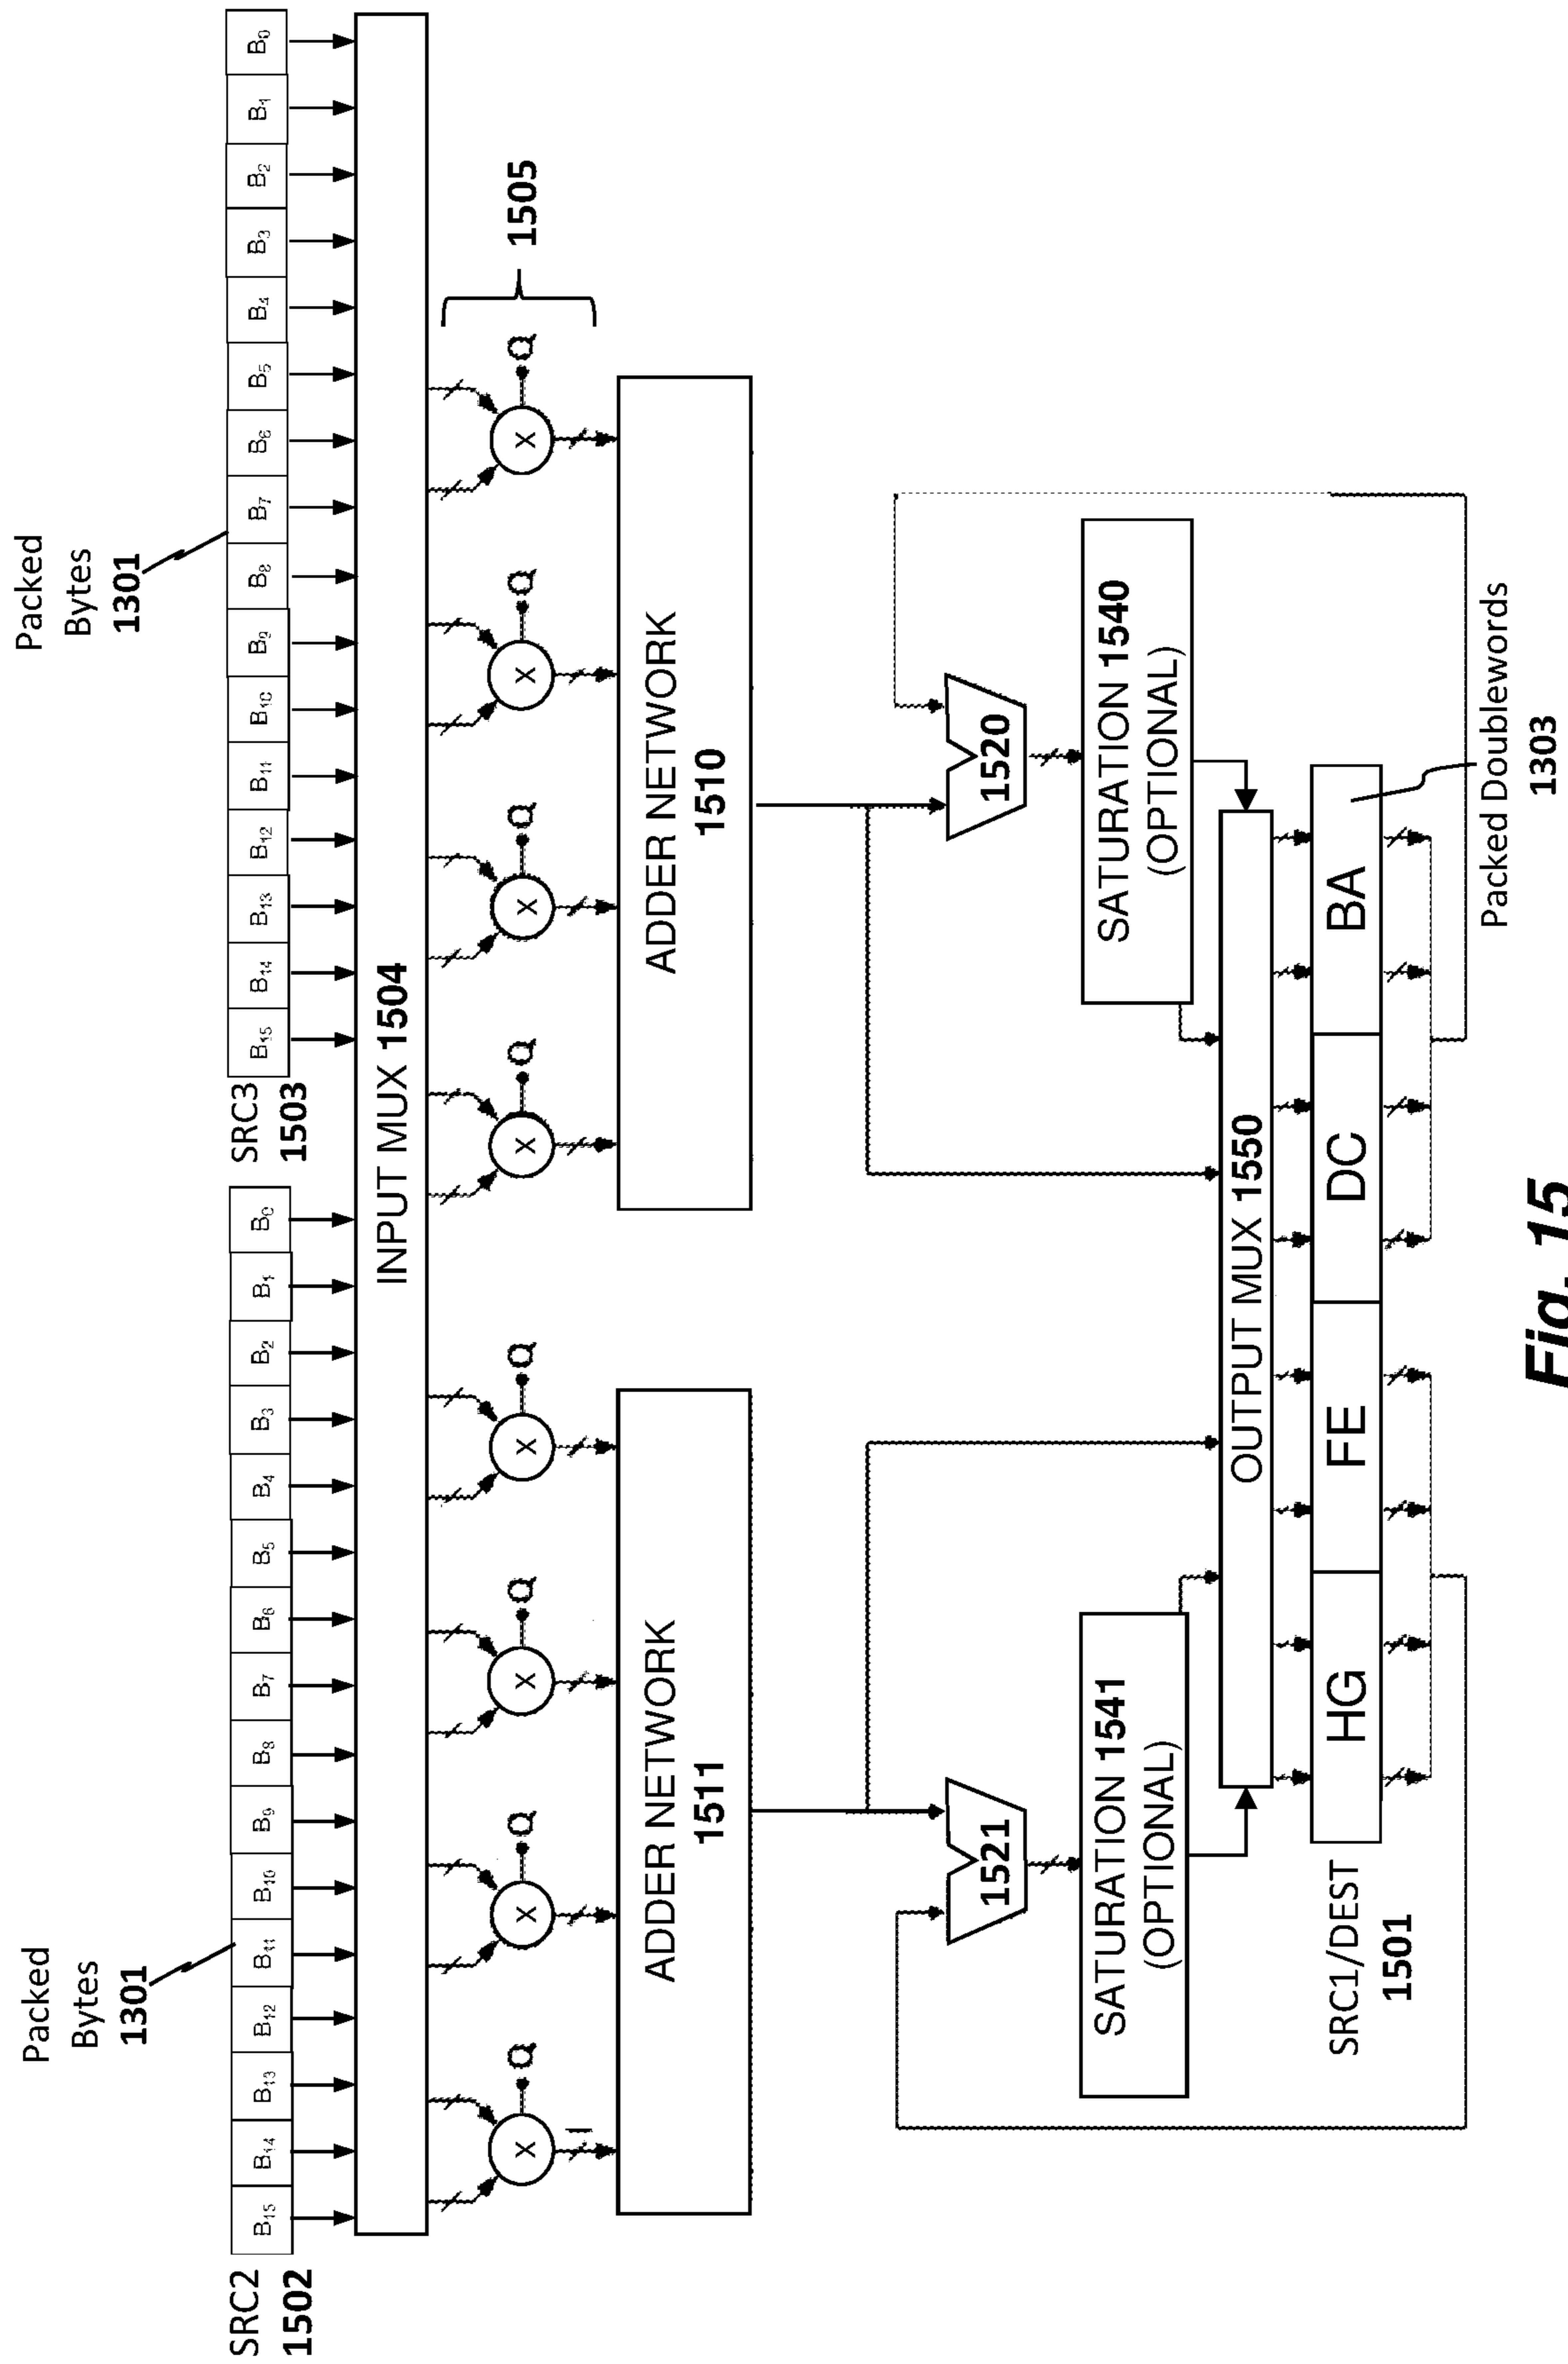 Packed
Bytes
1301
Packed
Bytes
1301
SRC2
1502
B₁₅ B₁₄ B₁₃ B₁₂ B₁₁ B₁₀ B₉ B₈ B₇ B₆ B₅ B₄ B₃ B₂ B₁ B₀
SRC3
1503
B₁₅ B₁₄ B₁₃ B₁₂ B₁₁ B₁₀ B₉ B₈ B₇ B₆ B₅ B₄ B₃ B₂ B₁ B₀
INPUT MUX 1504
X Q X Q X Q X Q X Q X Q X Q X Q
1505
ADDER NETWORK
1511
ADDER NETWORK
1510
1521
1520
SATURATION 1541
(OPTIONAL)
SATURATION 1540
(OPTIONAL)
OUTPUT MUX 1550
SRC1/DEST
1501
HG FE DC BA
Packed Doublewords
1303
Fig. 15